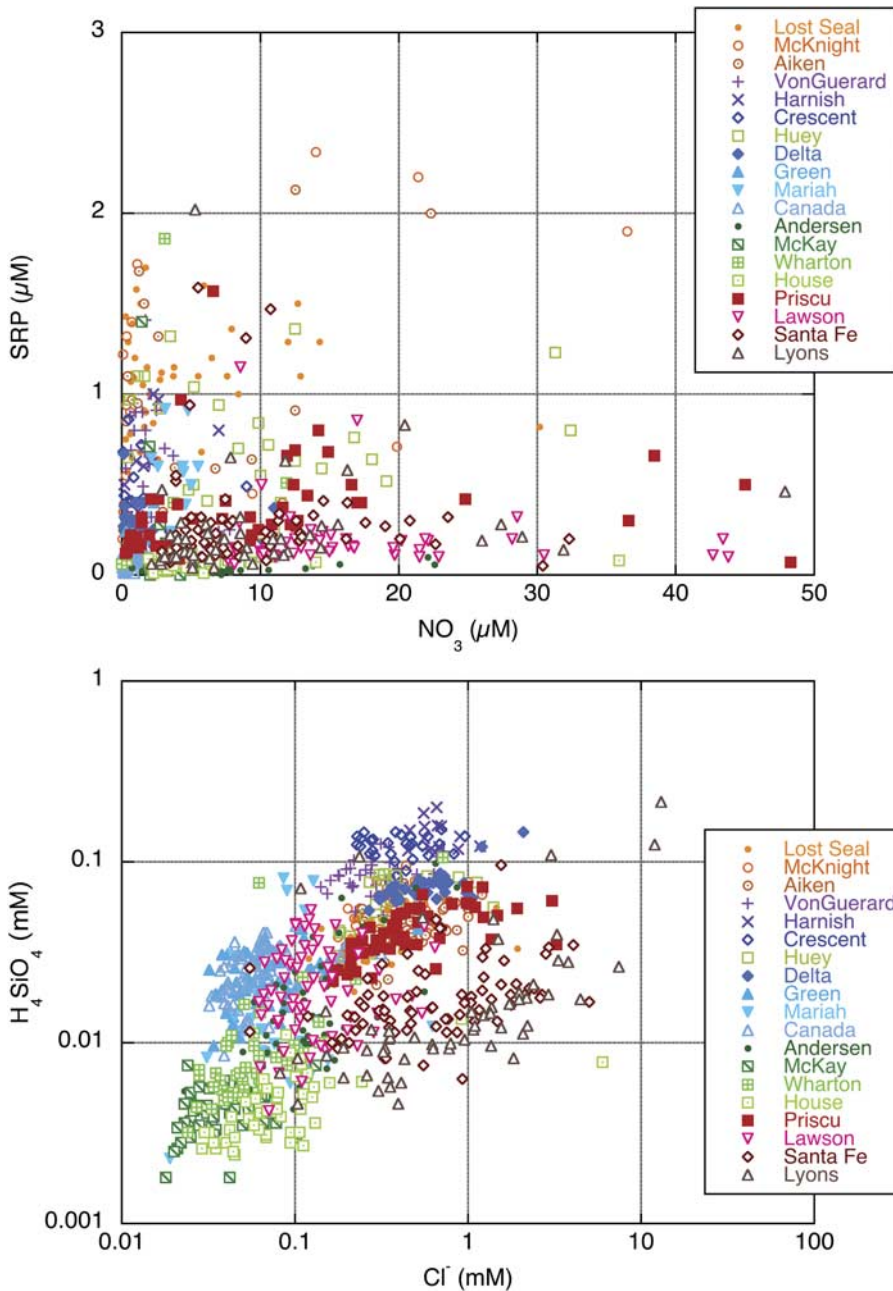 3
2
1
0
SRP (µM)
0
10
20
30
40
50
NO3 (µM)
Lost Seal
McKnight
Aiken
VonGuerard
Harnish
Crescent
Huey
Delta
Green
Mariah
Canada
Andersen
McKay
Wharton
House
Priscu
Lawson
Santa Fe
Lyons
1
0.1
0.01
0.001
H4SiO4 (mM)
0.01
0.1
1
10
100
Cl- (mM)
Lost Seal
McKnight
Aiken
VonGuerard
Harnish
Crescent
Huey
Delta
Green
Mariah
Canada
Andersen
McKay
Wharton
House
Priscu
Lawson
Santa Fe
Lyons